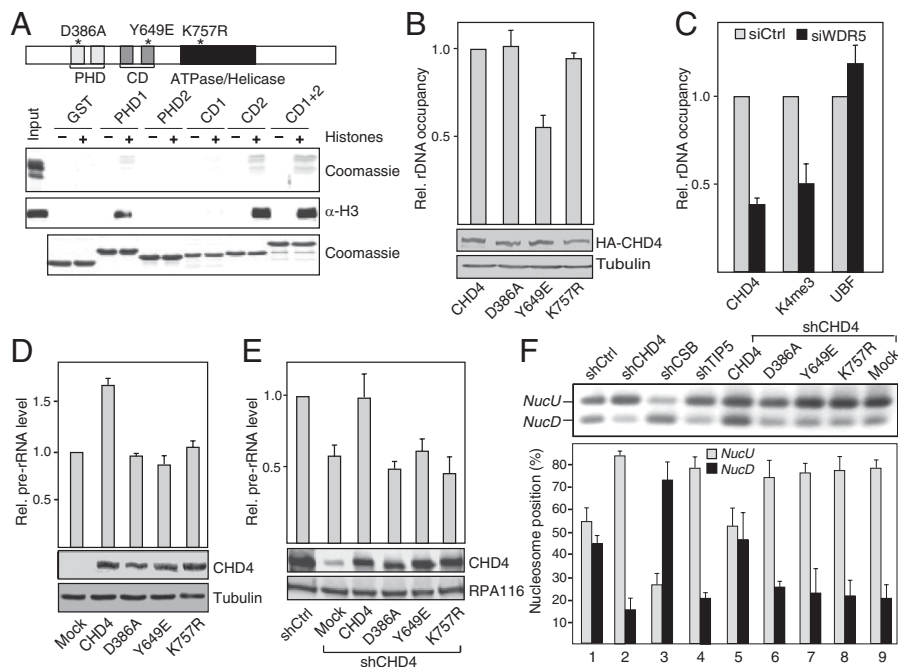 A
D386A Y649E K757R
* * *
PHD CD ATPase/Helicase
Input GST PHD1 PHD2 CD1 CD2 CD1+2
− + − + − + − + − + − + Histones
Coomassie
α-H3
Coomassie
B
Rel. rDNA occupancy
1.0
0.5
HA-CHD4
Tubulin
CHD4 D386A Y649E K757R
C
siCtrl siWDR5
Rel. rDNA occupancy
1.0
0.5
CHD4 K4me3 UBF
D
Rel. pre-rRNA level
1.5
1.0
0.5
CHD4
Tubulin
Mock CHD4 D386A Y649E K757R
E
Rel. pre-rRNA level
1.0
0.5
CHD4
RPA116
shCtrl Mock CHD4 D386A Y649E K757R
shCHD4
F
shCHD4
shCtrl shCHD4 shCSB shTIP5 CHD4 D386A Y649E K757R Mock
NucU
NucD
NucU
NucD
Nucleosome position (%)
80
70
60
50
40
30
20
10
1 2 3 4 5 6 7 8 9